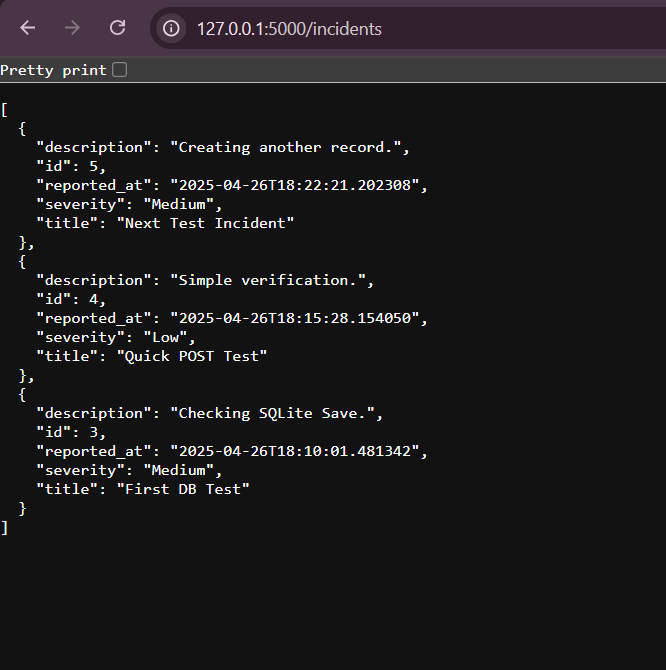 127.0.0.1:5000/incidents
Pretty print
[
  {
    "description": "Creating another record.",
    "id": 5,
    "reported_at": "2025-04-26T18:22:21.202308",
    "severity": "Medium",
    "title": "Next Test Incident"
  },
  {
    "description": "Simple verification.",
    "id": 4,
    "reported_at": "2025-04-26T18:15:28.154050",
    "severity": "Low",
    "title": "Quick POST Test"
  },
  {
    "description": "Checking SQLite Save.",
    "id": 3,
    "reported_at": "2025-04-26T18:10:01.481342",
    "severity": "Medium",
    "title": "First DB Test"
  }
]